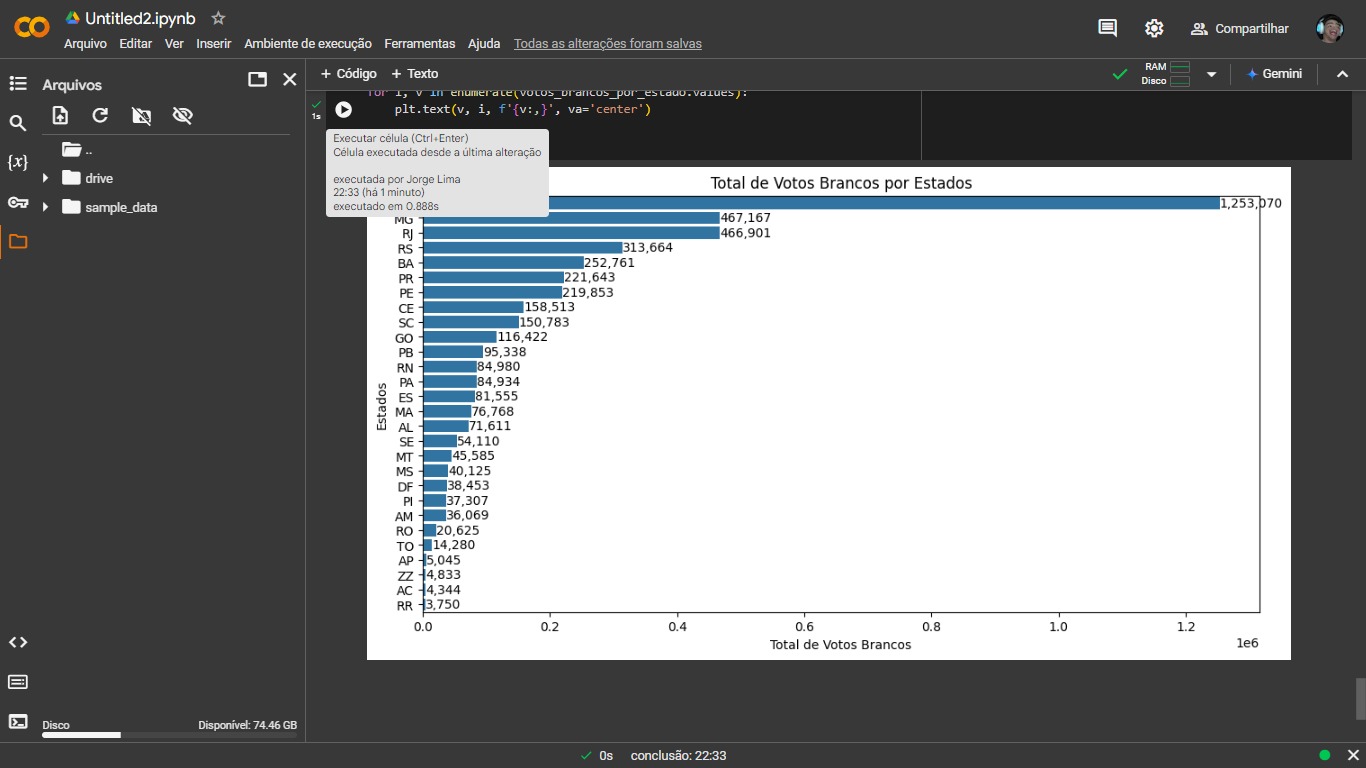 Untitled2.ipynb
Arquivo Editar Ver Inserir Ambiente de execução Ferramentas Ajuda Todas as alterações foram salvas
Compartilhar
Arquivos
+ Código + Texto
RAM
Disco
Gemini
{x}
..
drive
sample_data
Disco Disponível: 74.46 GB
1s
for i, v in enumerate(votos_brancos_por_estado.values):
plt.text(v, i, f'{v:,}', va='center')
Executar célula (Ctrl+Enter)
Célula executada desde a última alteração
executada por Jorge Lima
22:33 (há 1 minuto)
executado em 0.888s
Total de Votos Brancos por Estados
1,253,070
MG 467,167
RJ 466,901
RS 313,664
BA 252,761
PR 221,643
PE 219,853
CE 158,513
SC 150,783
GO 116,422
PB 95,338
RN 84,980
PA 84,934
ES 81,555
MA 76,768
AL 71,611
SE 54,110
MT 45,585
MS 40,125
DF 38,453
PI 37,307
AM 36,069
RO 20,625
TO 14,280
AP 5,045
ZZ 4,833
AC 4,344
RR 3,750
Estados
0.0 0.2 0.4 0.6 0.8 1.0 1.2
1e6
Total de Votos Brancos
0s conclusão: 22:33